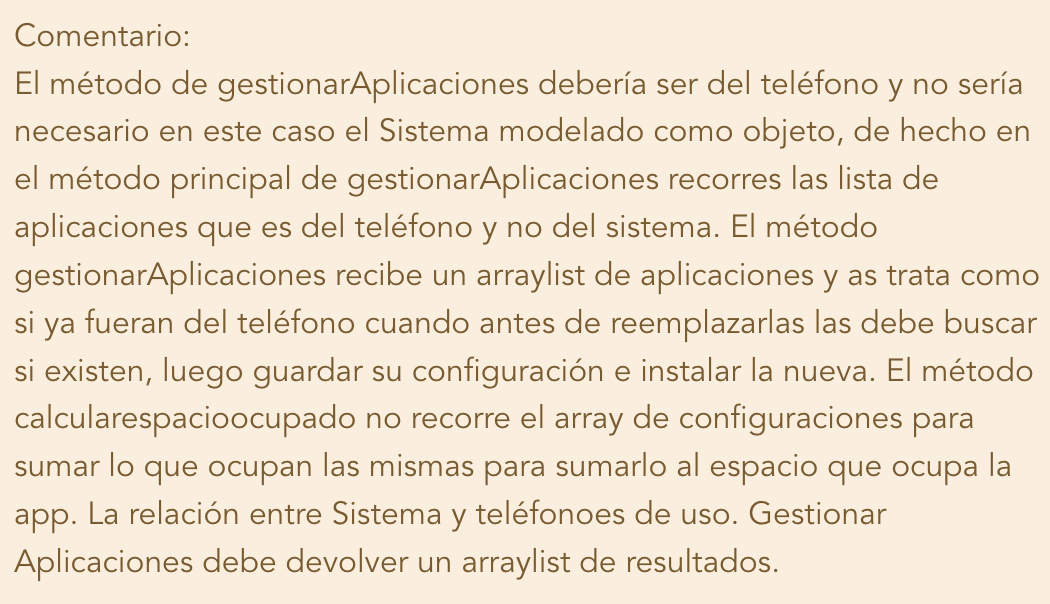 Comentario:
El método de gestionarAplicaciones debería ser del teléfono y no sería
necesario en este caso el Sistema modelado como objeto, de hecho en
el método principal de gestionarAplicaciones recorres las lista de
aplicaciones que es del teléfono y no del sistema. El método
gestionarAplicaciones recibe un arraylist de aplicaciones y as trata como
si ya fueran del teléfono cuando antes de reemplazarlas las debe buscar
si existen, luego guardar su configuración e instalar la nueva. El método
calcularespacioocupado no recorre el array de configuraciones para
sumar lo que ocupan las mismas para sumarlo al espacio que ocupa la
app. La relación entre Sistema y teléfonoes de uso. Gestionar
Aplicaciones debe devolver un arraylist de resultados.